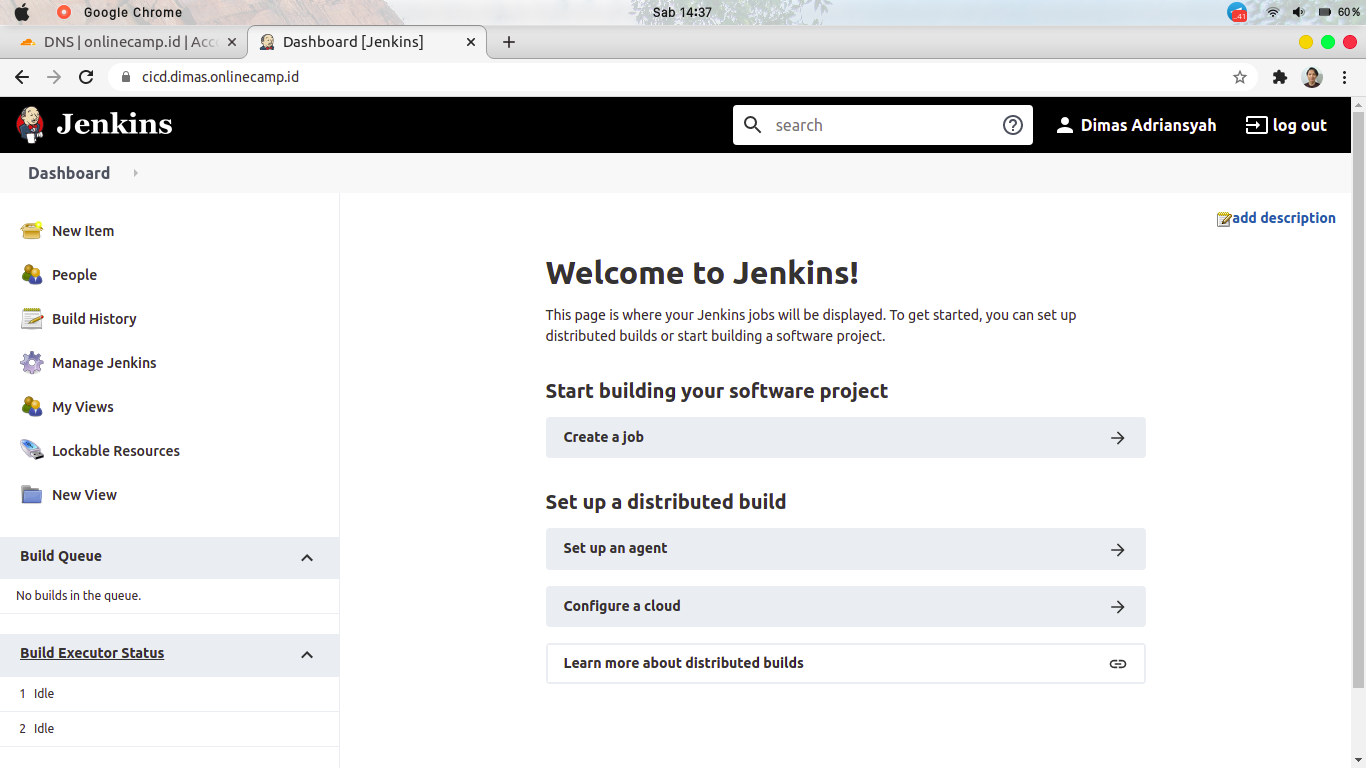 Google Chrome
Sab 14:37
41
60%
DNS | onlinecamp.id | Acc
Dashboard [Jenkins]
cicd.dimas.onlinecamp.id
Jenkins
search
Dimas Adriansyah
log out
Dashboard
New Item
People
Build History
Manage Jenkins
My Views
Lockable Resources
New View
Build Queue
No builds in the queue.
Build Executor Status
1 Idle
2 Idle
add description
Welcome to Jenkins!
This page is where your Jenkins jobs will be displayed. To get started, you can set up
distributed builds or start building a software project.
Start building your software project
Create a job
Set up a distributed build
Set up an agent
Configure a cloud
Learn more about distributed builds